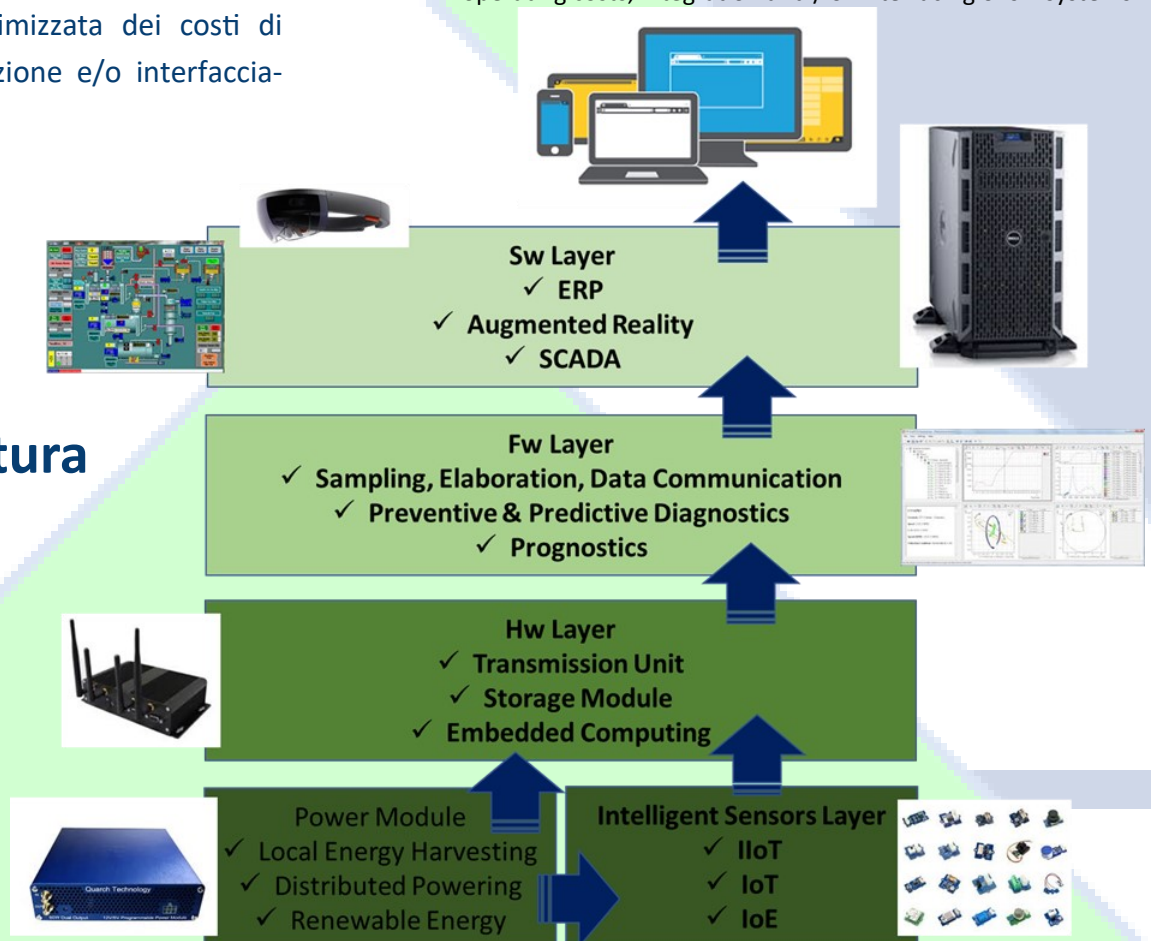 imizzata dei costi di
zione e/o interfaccia-
Sw Layer
✓ ERP
✓ Augmented Reality
✓ SCADA
tura
Fw Layer
✓ Sampling, Elaboration, Data Communication
✓ Preventive & Predictive Diagnostics
✓ Prognostics
Hw Layer
✓ Transmission Unit
✓ Storage Module
✓ Embedded Computing
Power Module
✓ Local Energy Harvesting
✓ Distributed Powering
✓ Renewable Energy
Intelligent Sensors Layer
✓ IIoT
✓ IoT
✓ IoE
Quarch Technology